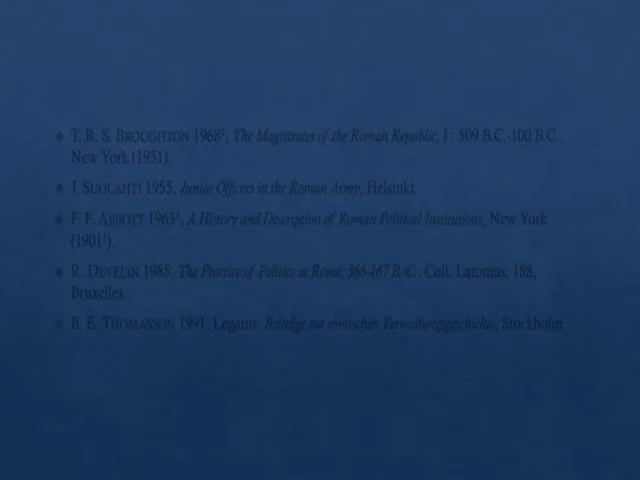 T. R. S. BROUGHTON 1968², The Magistrates of the Roman Republic, I : 509 B.C.-100 B.C.,
New York (1951).
J. SUOLAHTI 1955, Junior Officers in the Roman Army, Helsinki.
F. F. ABBOTT 1963³, A History and Description of Roman Political Institutions, New York
(1901¹).
R. DEVELIN 1985, The Practice of Politics at Rome, 366-167 B.-C., Coll. Latomus, 188,
Bruxelles.
B. E. THOMASSON 1991, Legatus. Beiträge zur römischen Verwaltungsgeschichte, Stockholm